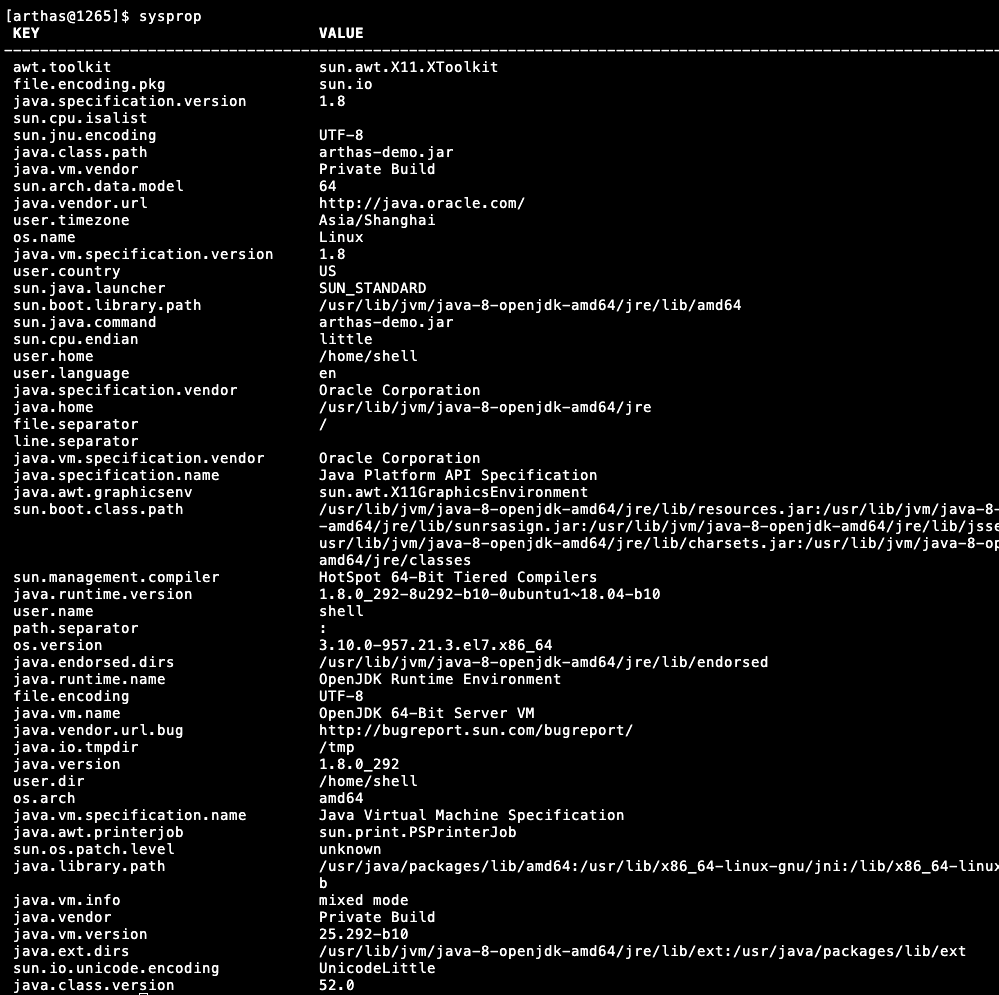 [arthas@1265]$ sysprop
KEY VALUE
awt.toolkit sun.awt.X11.XToolkit
file.encoding.pkg sun.io
java.specification.version 1.8
sun.cpu.isalist
sun.jnu.encoding UTF-8
java.class.path arthas-demo.jar
java.vm.vendor Private Build
sun.arch.data.model 64
java.vendor.url http://java.oracle.com/
user.timezone Asia/Shanghai
os.name Linux
java.vm.specification.version 1.8
user.country US
sun.java.launcher SUN_STANDARD
sun.boot.library.path /usr/lib/jvm/java-8-openjdk-amd64/jre/lib/amd64
sun.java.command arthas-demo.jar
sun.cpu.endian little
user.home /home/shell
user.language en
java.specification.vendor Oracle Corporation
java.home /usr/lib/jvm/java-8-openjdk-amd64/jre
file.separator /
line.separator
java.vm.specification.vendor Oracle Corporation
java.specification.name Java Platform API Specification
java.awt.graphicsenv sun.awt.X11GraphicsEnvironment
sun.boot.class.path /usr/lib/jvm/java-8-openjdk-amd64/jre/lib/resources.jar:/usr/lib/jvm/java-8-
-amd64/jre/lib/sunrsasign.jar:/usr/lib/jvm/java-8-openjdk-amd64/jre/lib/jsse
usr/lib/jvm/java-8-openjdk-amd64/jre/lib/charsets.jar:/usr/lib/jvm/java-8-op
amd64/jre/classes
sun.management.compiler HotSpot 64-Bit Tiered Compilers
java.runtime.version 1.8.0_292-8u292-b10-0ubuntu1~18.04-b10
user.name shell
path.separator :
os.version 3.10.0-957.21.3.el7.x86_64
java.endorsed.dirs /usr/lib/jvm/java-8-openjdk-amd64/jre/lib/endorsed
java.runtime.name OpenJDK Runtime Environment
file.encoding UTF-8
java.vm.name OpenJDK 64-Bit Server VM
java.vendor.url.bug http://bugreport.sun.com/bugreport/
java.io.tmpdir /tmp
java.version 1.8.0_292
user.dir /home/shell
os.arch amd64
java.vm.specification.name Java Virtual Machine Specification
java.awt.printerjob sun.print.PSPrinterJob
sun.os.patch.level unknown
java.library.path /usr/java/packages/lib/amd64:/usr/lib/x86_64-linux-gnu/jni:/lib/x86_64-linux
b
java.vm.info mixed mode
java.vendor Private Build
java.vm.version 25.292-b10
java.ext.dirs /usr/lib/jvm/java-8-openjdk-amd64/jre/lib/ext:/usr/java/packages/lib/ext
sun.io.unicode.encoding UnicodeLittle
java.class.version 52.0